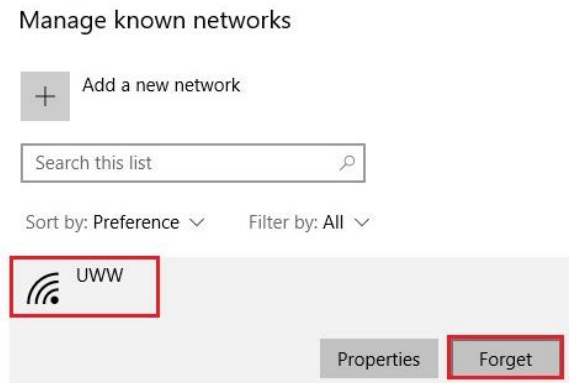 Manage known networks
Add a new network
Search this list
Sort by: Preference Filter by: All
UWW
Properties Forget